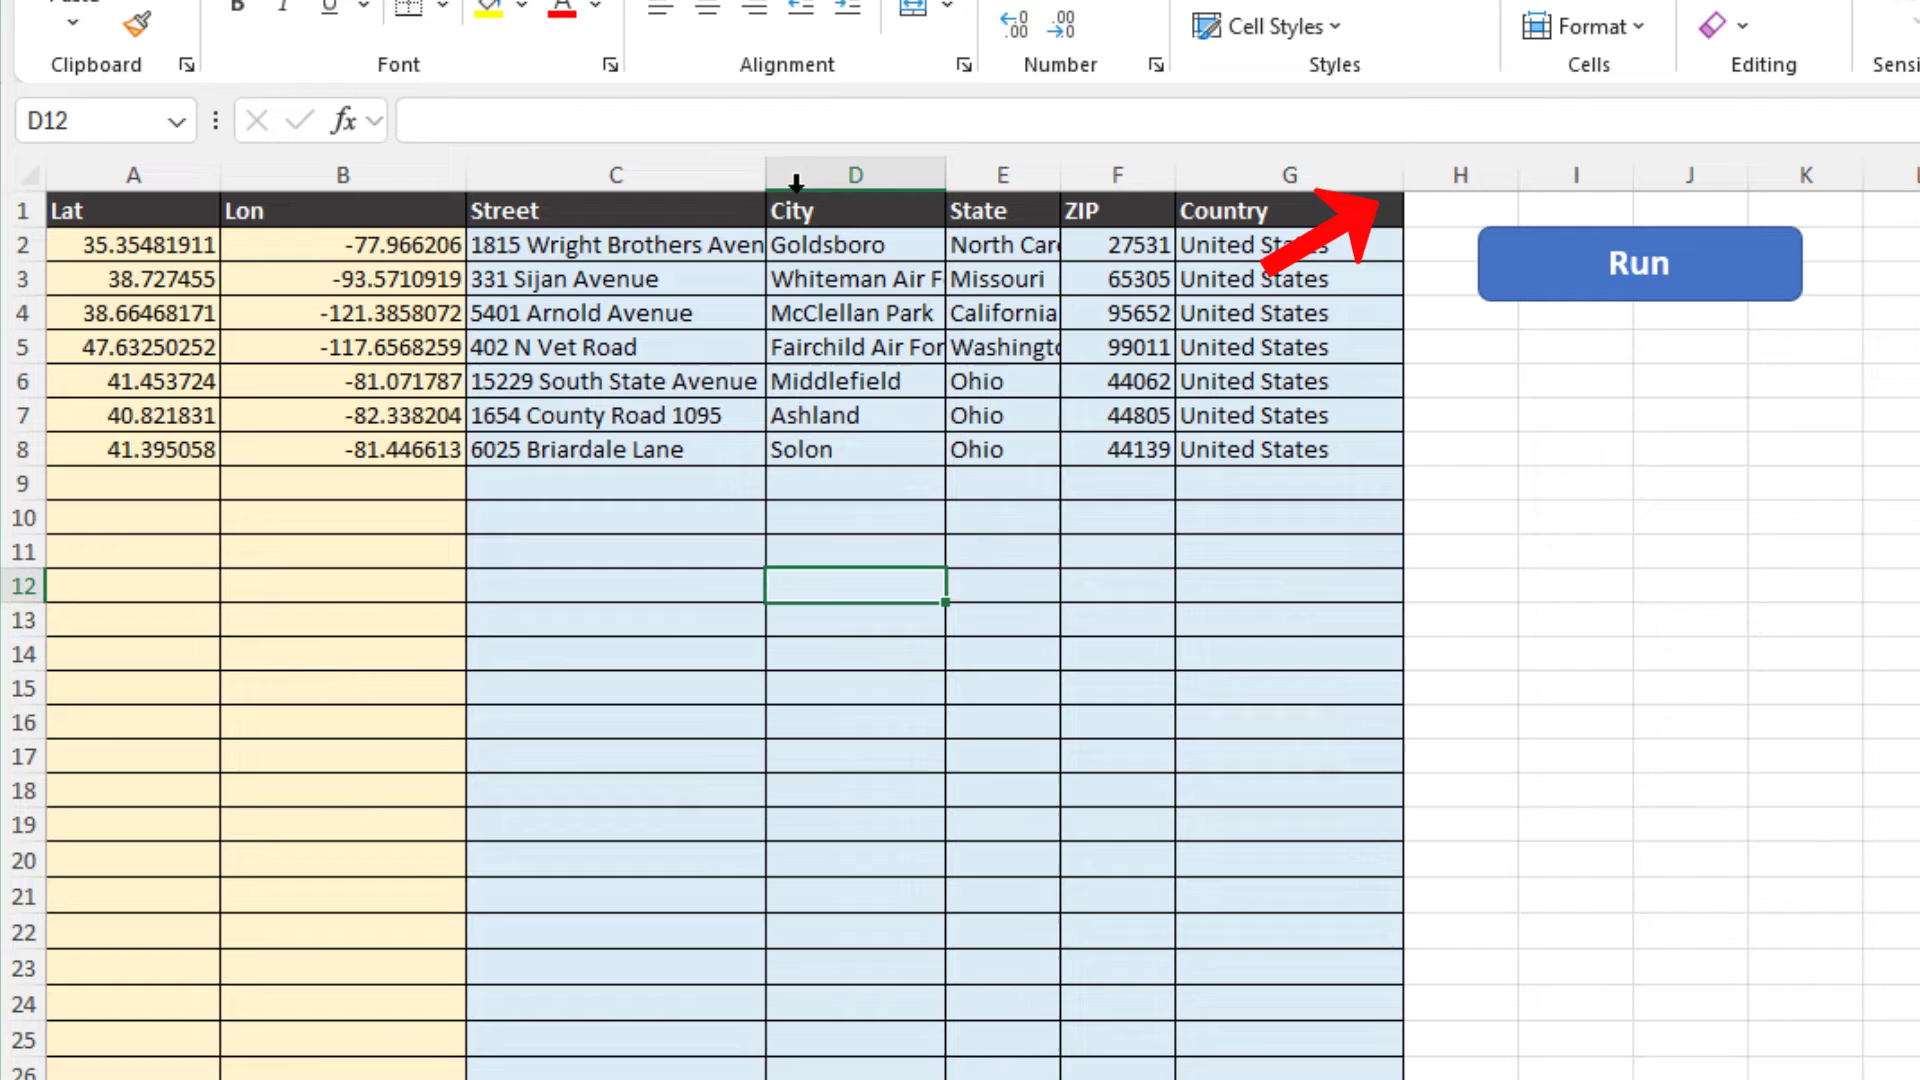 B I U A
Cell Styles
Format
Clipboard Font Alignment Number Styles Cells Editing Sensi
D12 fx
A B C D E F G H I J K
1 Lat Lon Street City State ZIP Country
2 35.35481911 -77.966206 1815 Wright Brothers Aven Goldsboro North Car 27531 United States
3 38.727455 -93.5710919 331 Sijan Avenue Whiteman Air F Missouri 65305 United States
Run
4 38.66468171 -121.3858072 5401 Arnold Avenue McClellan Park California 95652 United States
5 47.63250252 -117.6568259 402 N Vet Road Fairchild Air For Washingt 99011 United States
6 41.453724 -81.071787 15229 South State Avenue Middlefield Ohio 44062 United States
7 40.821831 -82.338204 1654 County Road 1095 Ashland Ohio 44805 United States
8 41.395058 -81.446613 6025 Briardale Lane Solon Ohio 44139 United States
9
10
11
12
13
14
15
16
17
18
19
20
21
22
23
24
25
26